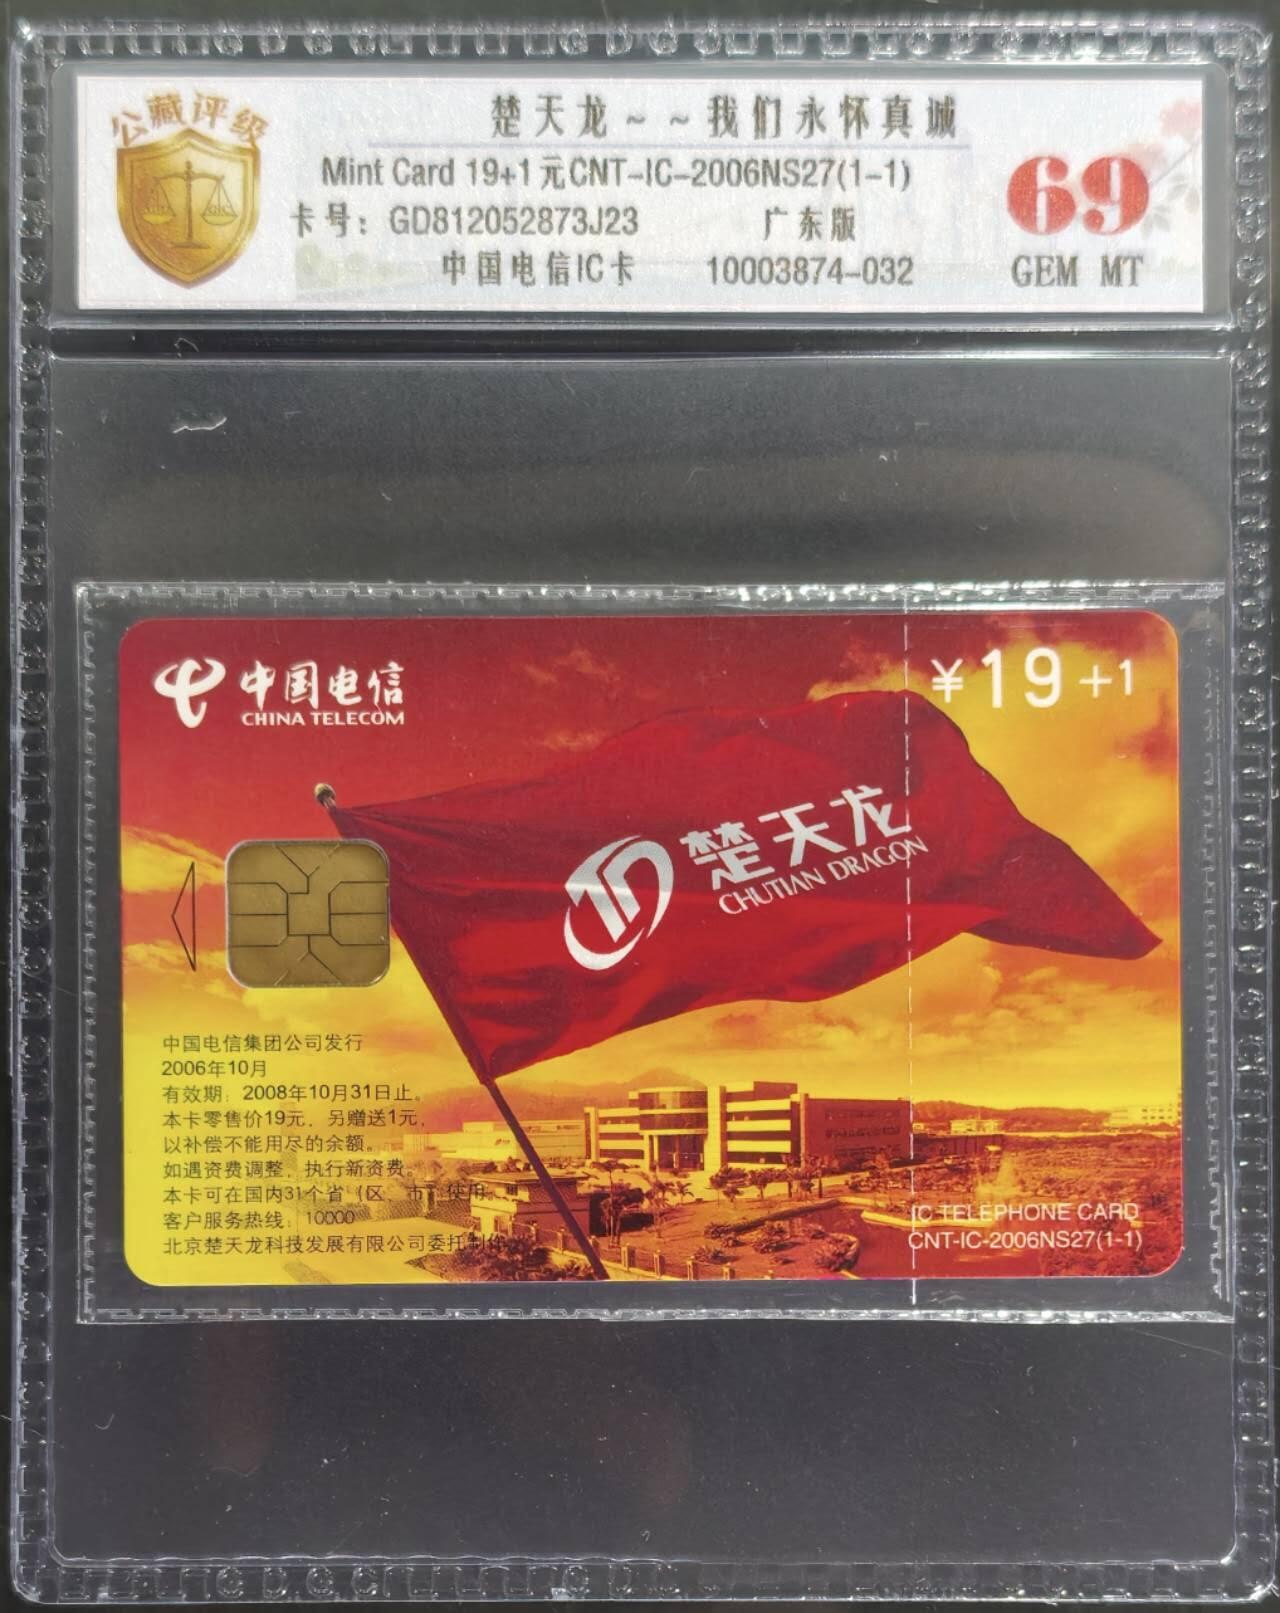 公藏评级
楚天龙~~我们永怀真诚
Mint Card 19+1元CNT-IC-2006NS27(1-1)
卡号：GD812052873J23 广东版
中国电信IC卡 10003874-032
69
GEM MT
中国电信
CHINA TELECOM
¥19+1
楚天龙
CHUTIAN DRAGON
中国电信集团公司发行
2006年10月
有效期：2008年10月31日止。
本卡零售价19元，另赠送1元，
以补偿不能用尽的余额。
如遇资费调整，执行新资费。
本卡可在国内31个省（区、市）使用。
客户服务热线：10000
北京楚天龙科技发展有限公司委托制作
IC TELEPHONE CARD
CNT-IC-2006NS27(1-1)